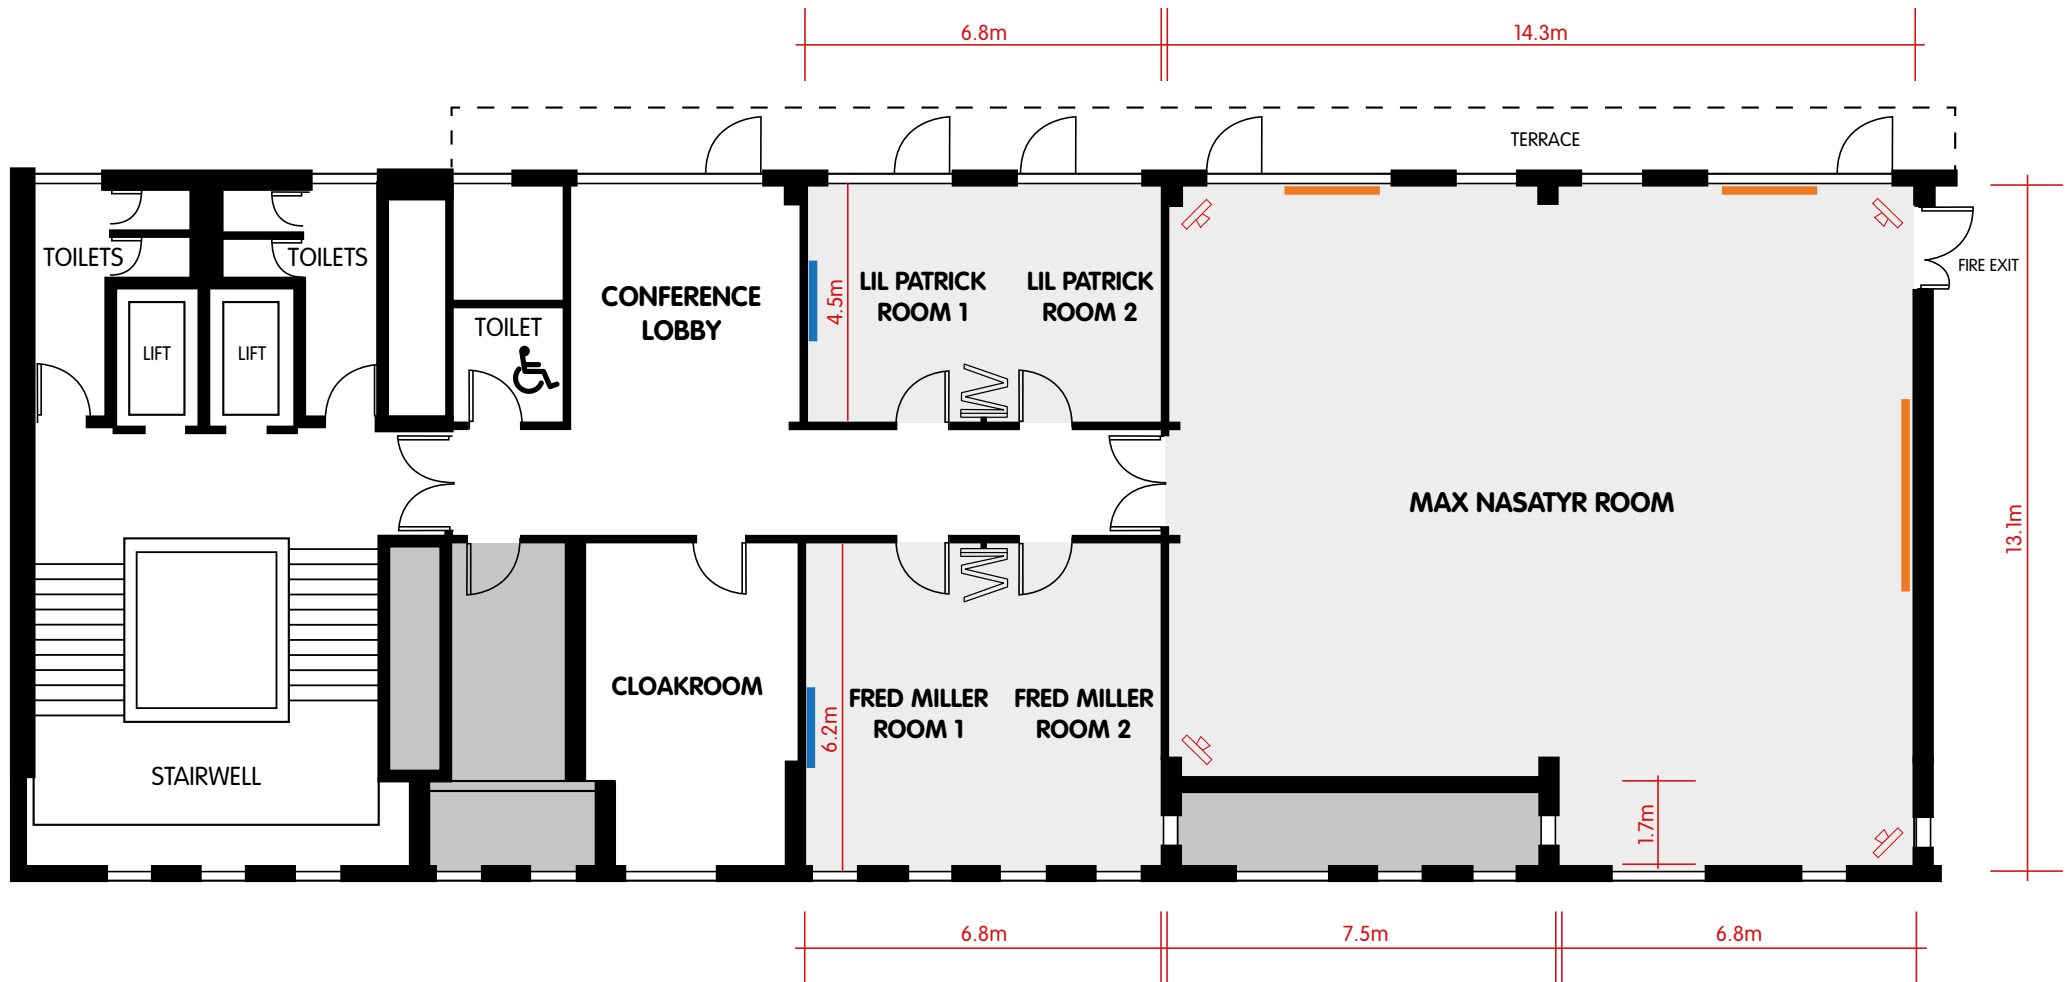 6.8m
14.3m
TERRACE
TOILETS
TOILETS
FIRE EXIT
CONFERENCE
LOBBY
LIL PATRICK
ROOM 1
LIL PATRICK
ROOM 2
4.5m
TOILET
LIFT
LIFT
MAX NASATYR ROOM
13.1m
CLOAKROOM
FRED MILLER
ROOM 1
FRED MILLER
ROOM 2
6.2m
STAIRWELL
1.7m
6.8m
7.5m
6.8m